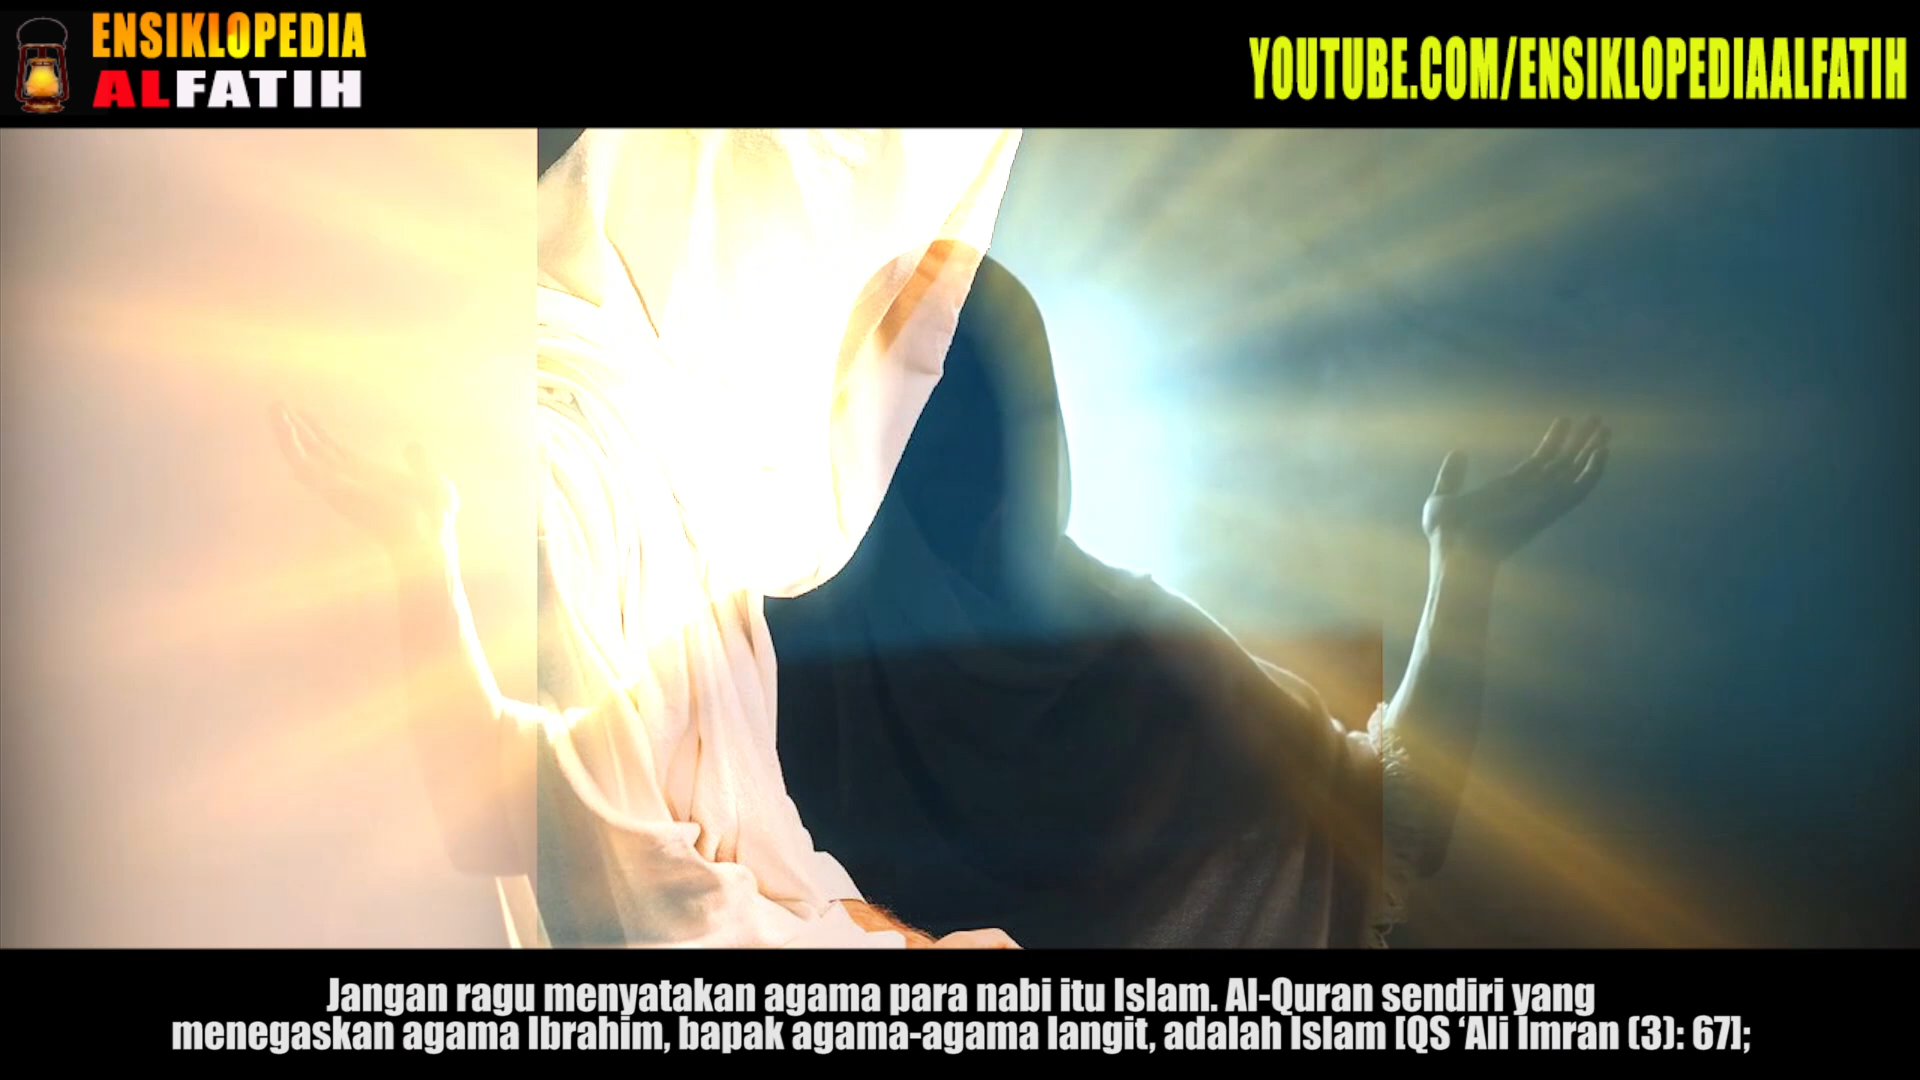 ENSIKLOPEDIA
ALFATIH
YOUTUBE.COM/ENSIKLOPEDIAALFATIH
Jangan ragu menyatakan agama para nabi itu Islam. Al-Quran sendiri yang
menegaskan agama Ibrahim, bapak agama-agama langit, adalah Islam [QS ‘Ali Imran (3): 67];